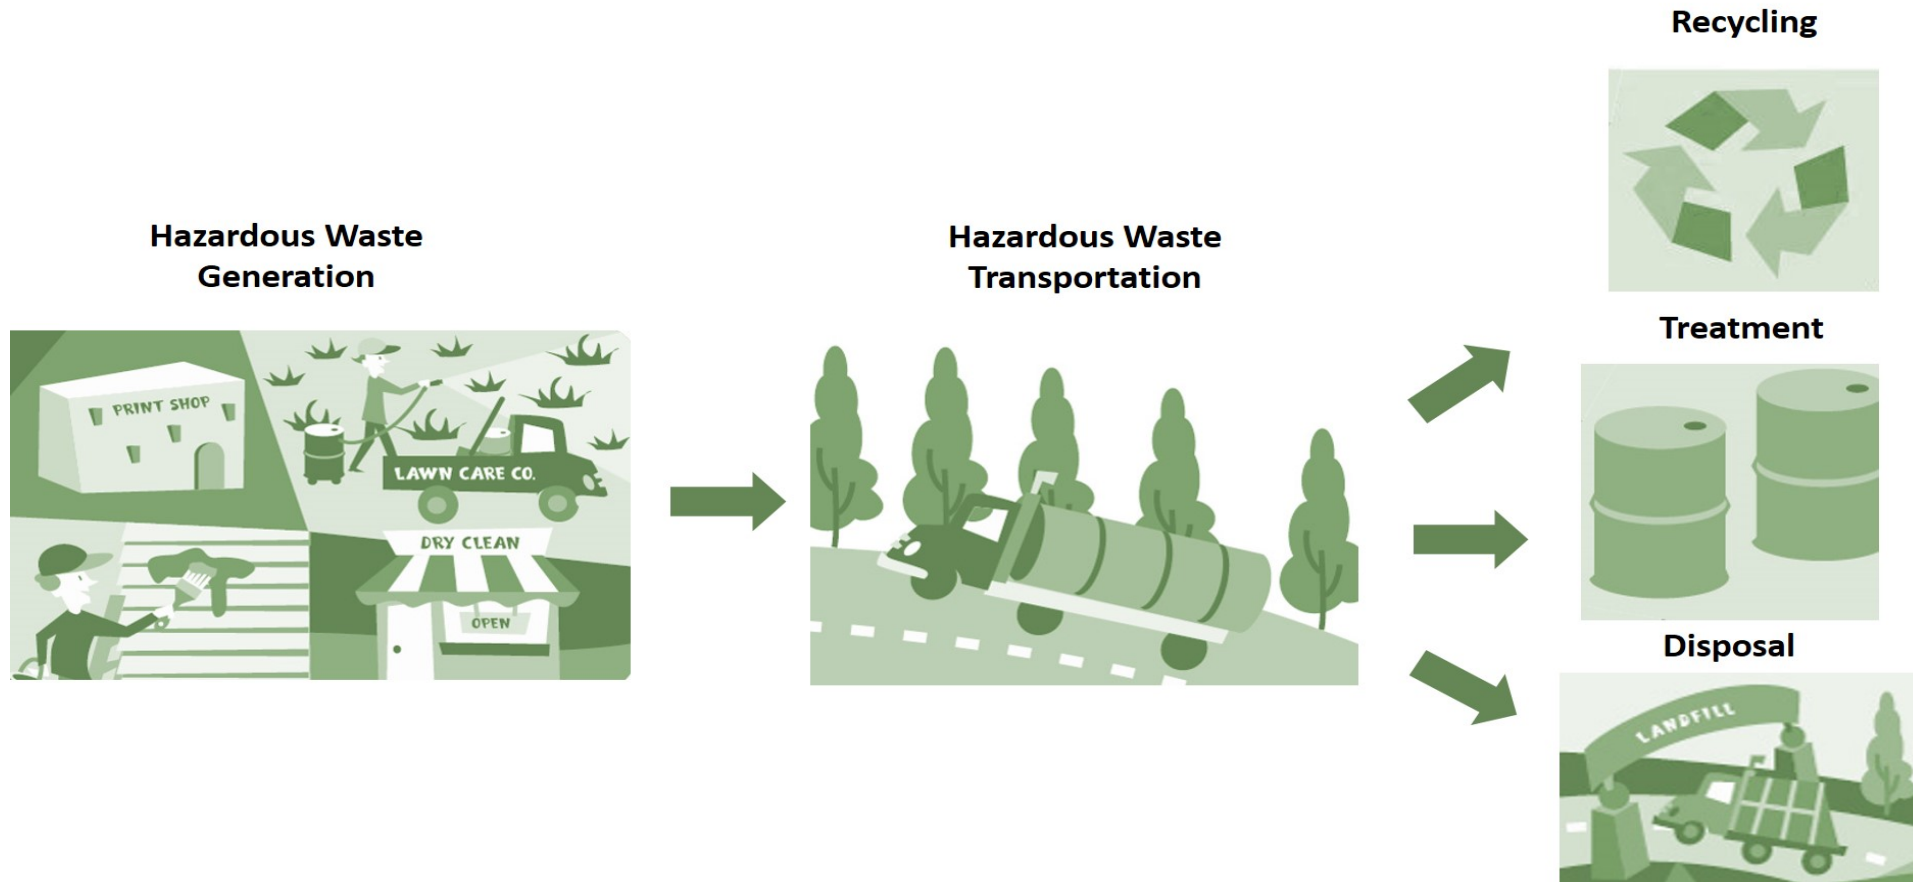 Hazardous Waste
Generation
PRINT SHOP
LAWN CARE CO.
DRY CLEAN
OPEN
Hazardous Waste
Transportation
Recycling
Treatment
Disposal
LANDFILL